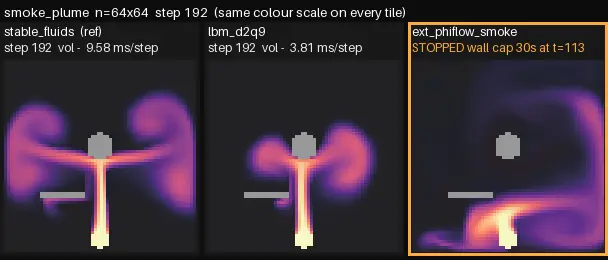 smoke_plume n=64x64 step 192 (same colour scale on every tile)
stable_fluids (ref)
step 192 vol - 9.58 ms/step
lbm_d2q9
step 192 vol - 3.81 ms/step
ext_phiflow_smoke
STOPPED wall cap 30s at t=113